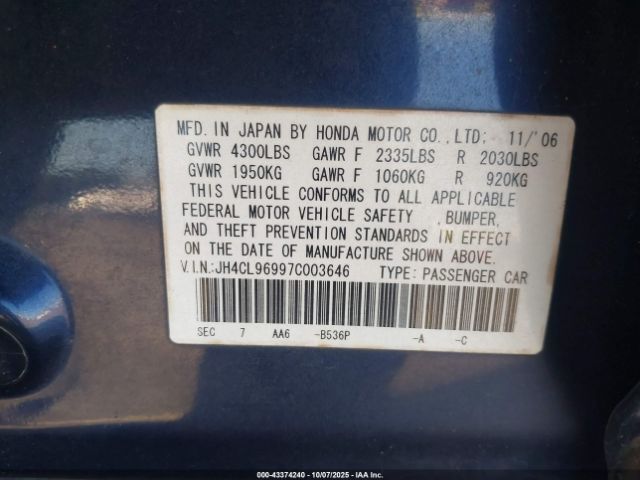 MFD. IN JAPAN BY HONDA MOTOR CO., LTD; 11/'06
GVWR 4300LBS GAWR F 2335LBS R 2030LBS
GVWR 1950KG GAWR F 1060KG R 920KG
THIS VEHICLE CONFORMS TO ALL APPLICABLE
FEDERAL MOTOR VEHICLE SAFETY , BUMPER,
AND THEFT PREVENTION STANDARDS IN EFFECT
ON THE DATE OF MANUFACTURE SHOWN ABOVE.
V.I.N.:JH4CL96997C003646 TYPE: PASSENGER CAR
SEC 7 AA6 -B536P -A -C
000-43374240 - 10/07/2025 - IAA Inc.